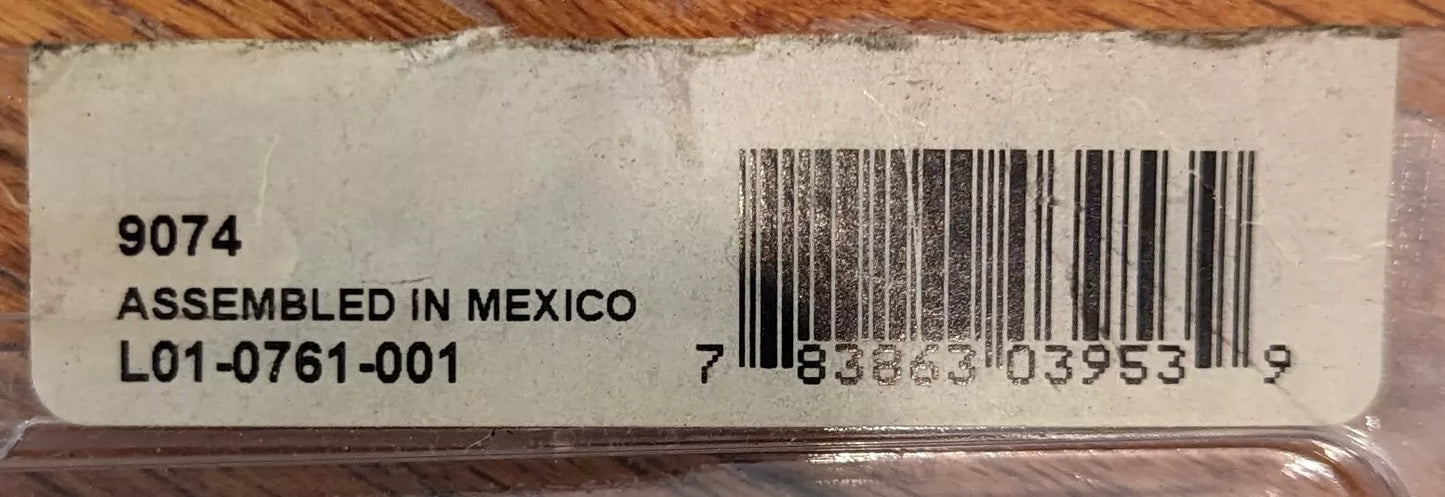 9074
ASSEMBLED IN MEXICO
L01-0761-001
7 83863 03953 9